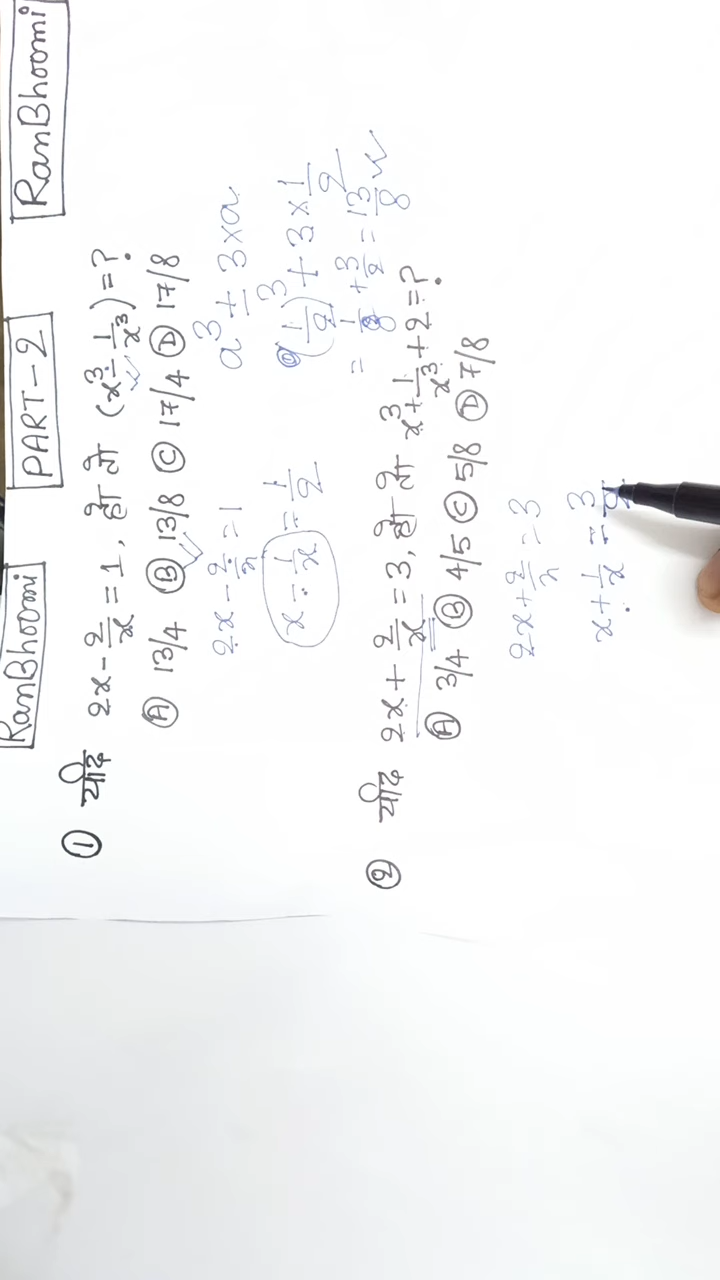 RanBhoomi PART-2 RanBhoomi
① यदि 2x - 2/x = 1, हो तो (x³ - 1/x³) = ?
Ⓐ 13/4 Ⓑ 13/8 Ⓒ 17/4 Ⓓ 17/8
2x - 2/x = 1
x - 1/x = 1/2
a³ + 3×a
(1/2)³ + 3×1/2
= 1/8 + 3/2 = 13/8
② यदि 2x + 2/x = 3, हो तो x³ + 1/x³ + 2 = ?
Ⓐ 3/4 Ⓑ 4/5 Ⓒ 5/8 Ⓓ 7/8
2x + 2/x = 3
x + 1/x = 3/2